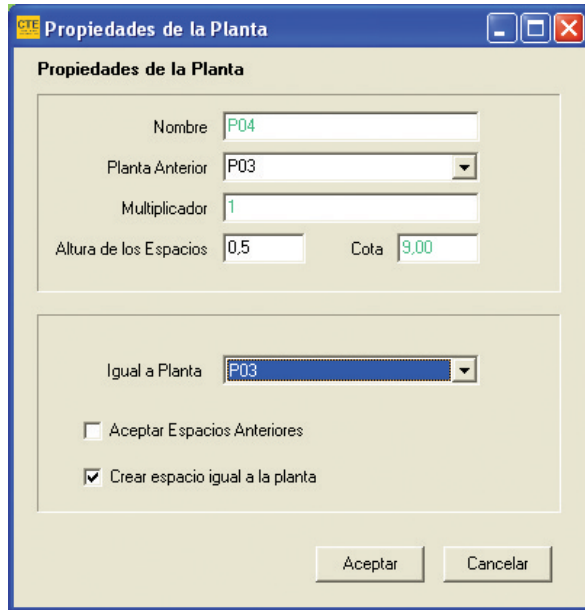 CTE Propiedades de la Planta
Propiedades de la Planta
Nombre P04
Planta Anterior P03
Multiplicador 1
Altura de los Espacios 0,5 Cota 9,00
Igual a Planta P03
Aceptar Espacios Anteriores
Crear espacio igual a la planta
Aceptar Cancelar